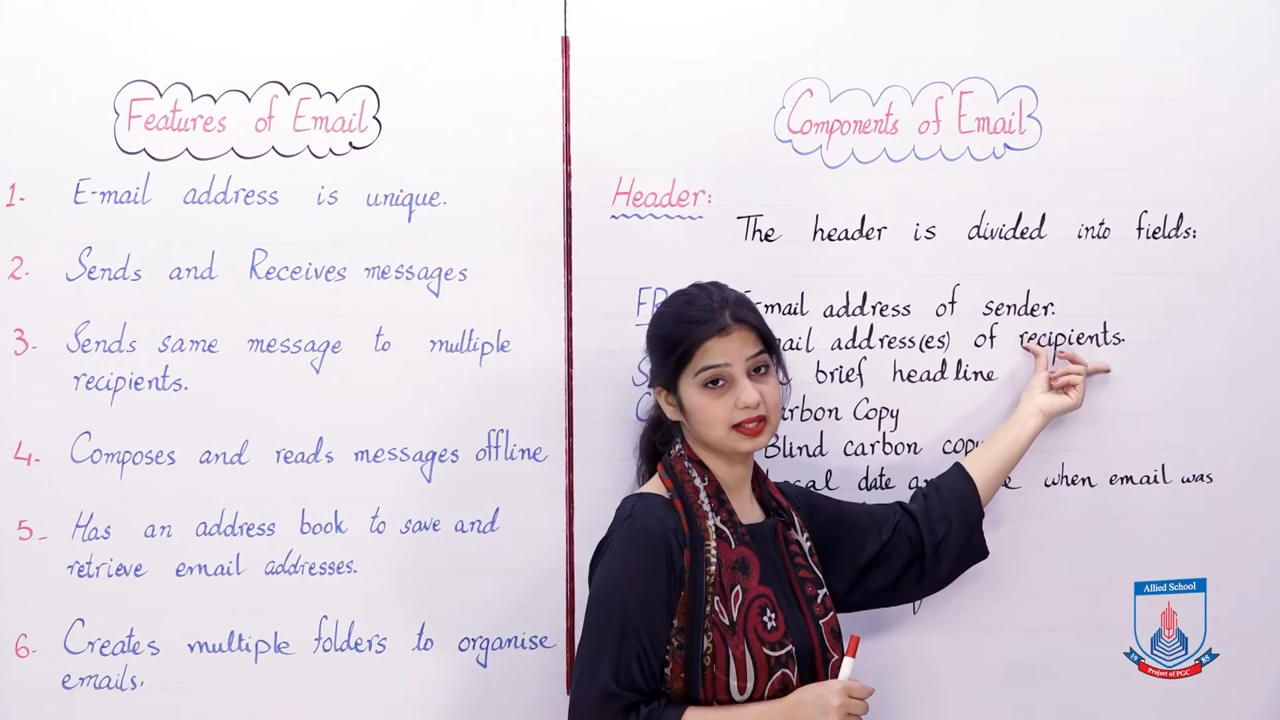 Features of Email
1- E-mail address is unique.
2- Sends and Receives messages
3- Sends same message to multiple
recipients.
4- Composes and reads messages offline
5- Has an address book to save and
retrieve email addresses.
6- Creates multiple folders to organise
emails.
Components of Email
Header:
The header is divided into fields:
address of sender.
address(es) of recipients.
brief headline
Copy
Blind carbon
date when email was
Allied School
1985
Project of PGC